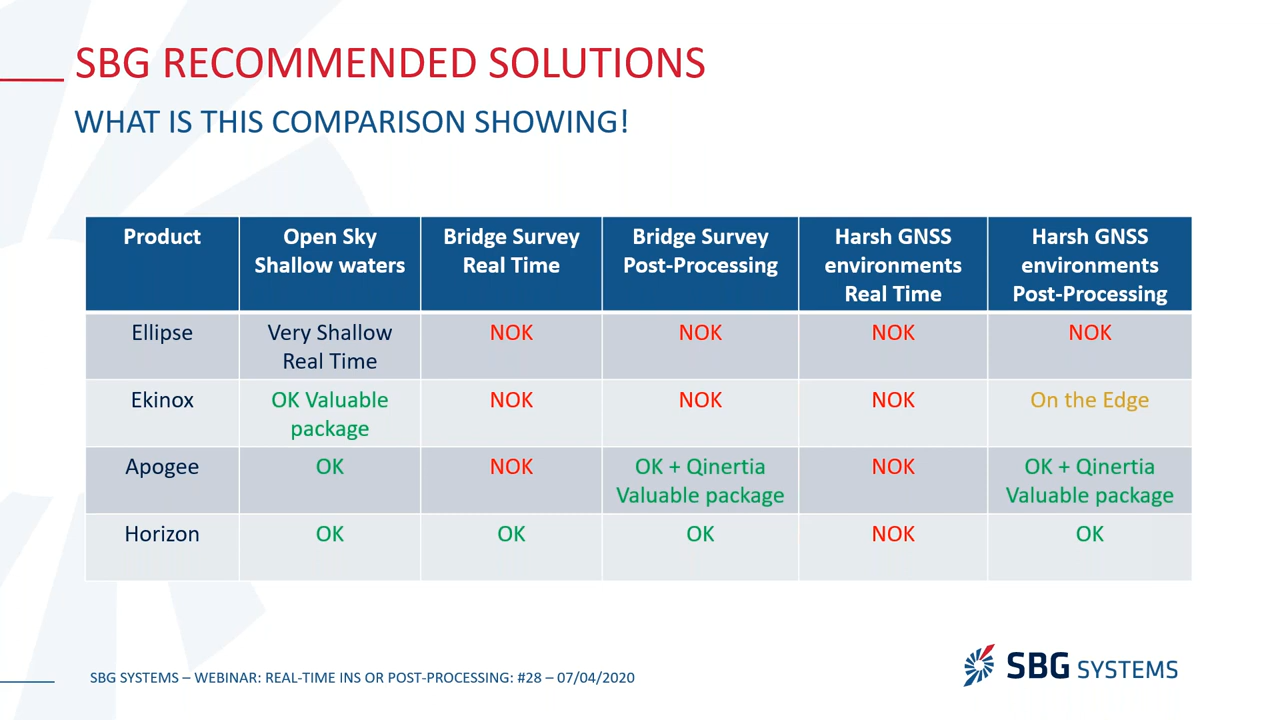 SBG RECOMMENDED SOLUTIONS
WHAT IS THIS COMPARISON SHOWING!
Product
Open Sky
Shallow waters
Bridge Survey
Real Time
Bridge Survey
Post-Processing
Harsh GNSS
environments
Real Time
Harsh GNSS
environments
Post-Processing
Ellipse
Very Shallow
Real Time
NOK
NOK
NOK
NOK
Ekinox
OK Valuable
package
NOK
NOK
NOK
On the Edge
Apogee
OK
NOK
OK + Qinertia
Valuable package
NOK
OK + Qinertia
Valuable package
Horizon
OK
OK
OK
NOK
OK
SBG SYSTEMS – WEBINAR: REAL-TIME INS OR POST-PROCESSING: #28 – 07/04/2020
SBG SYSTEMS